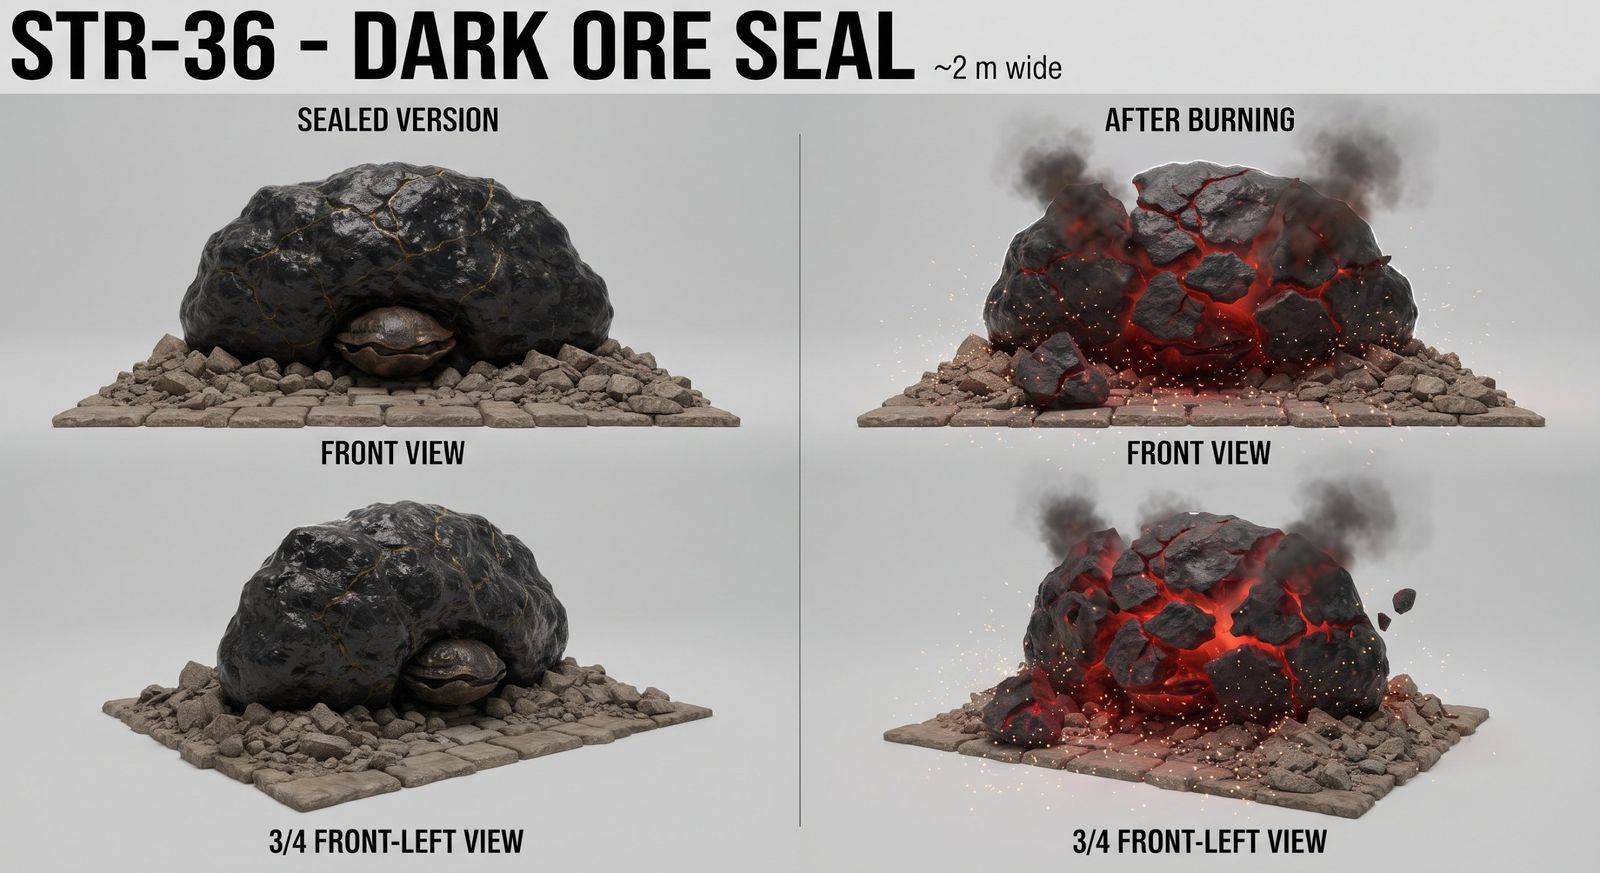 STR-36 - DARK ORE SEAL ~2 m wide
SEALED VERSION
AFTER BURNING
FRONT VIEW
FRONT VIEW
3/4 FRONT-LEFT VIEW
3/4 FRONT-LEFT VIEW